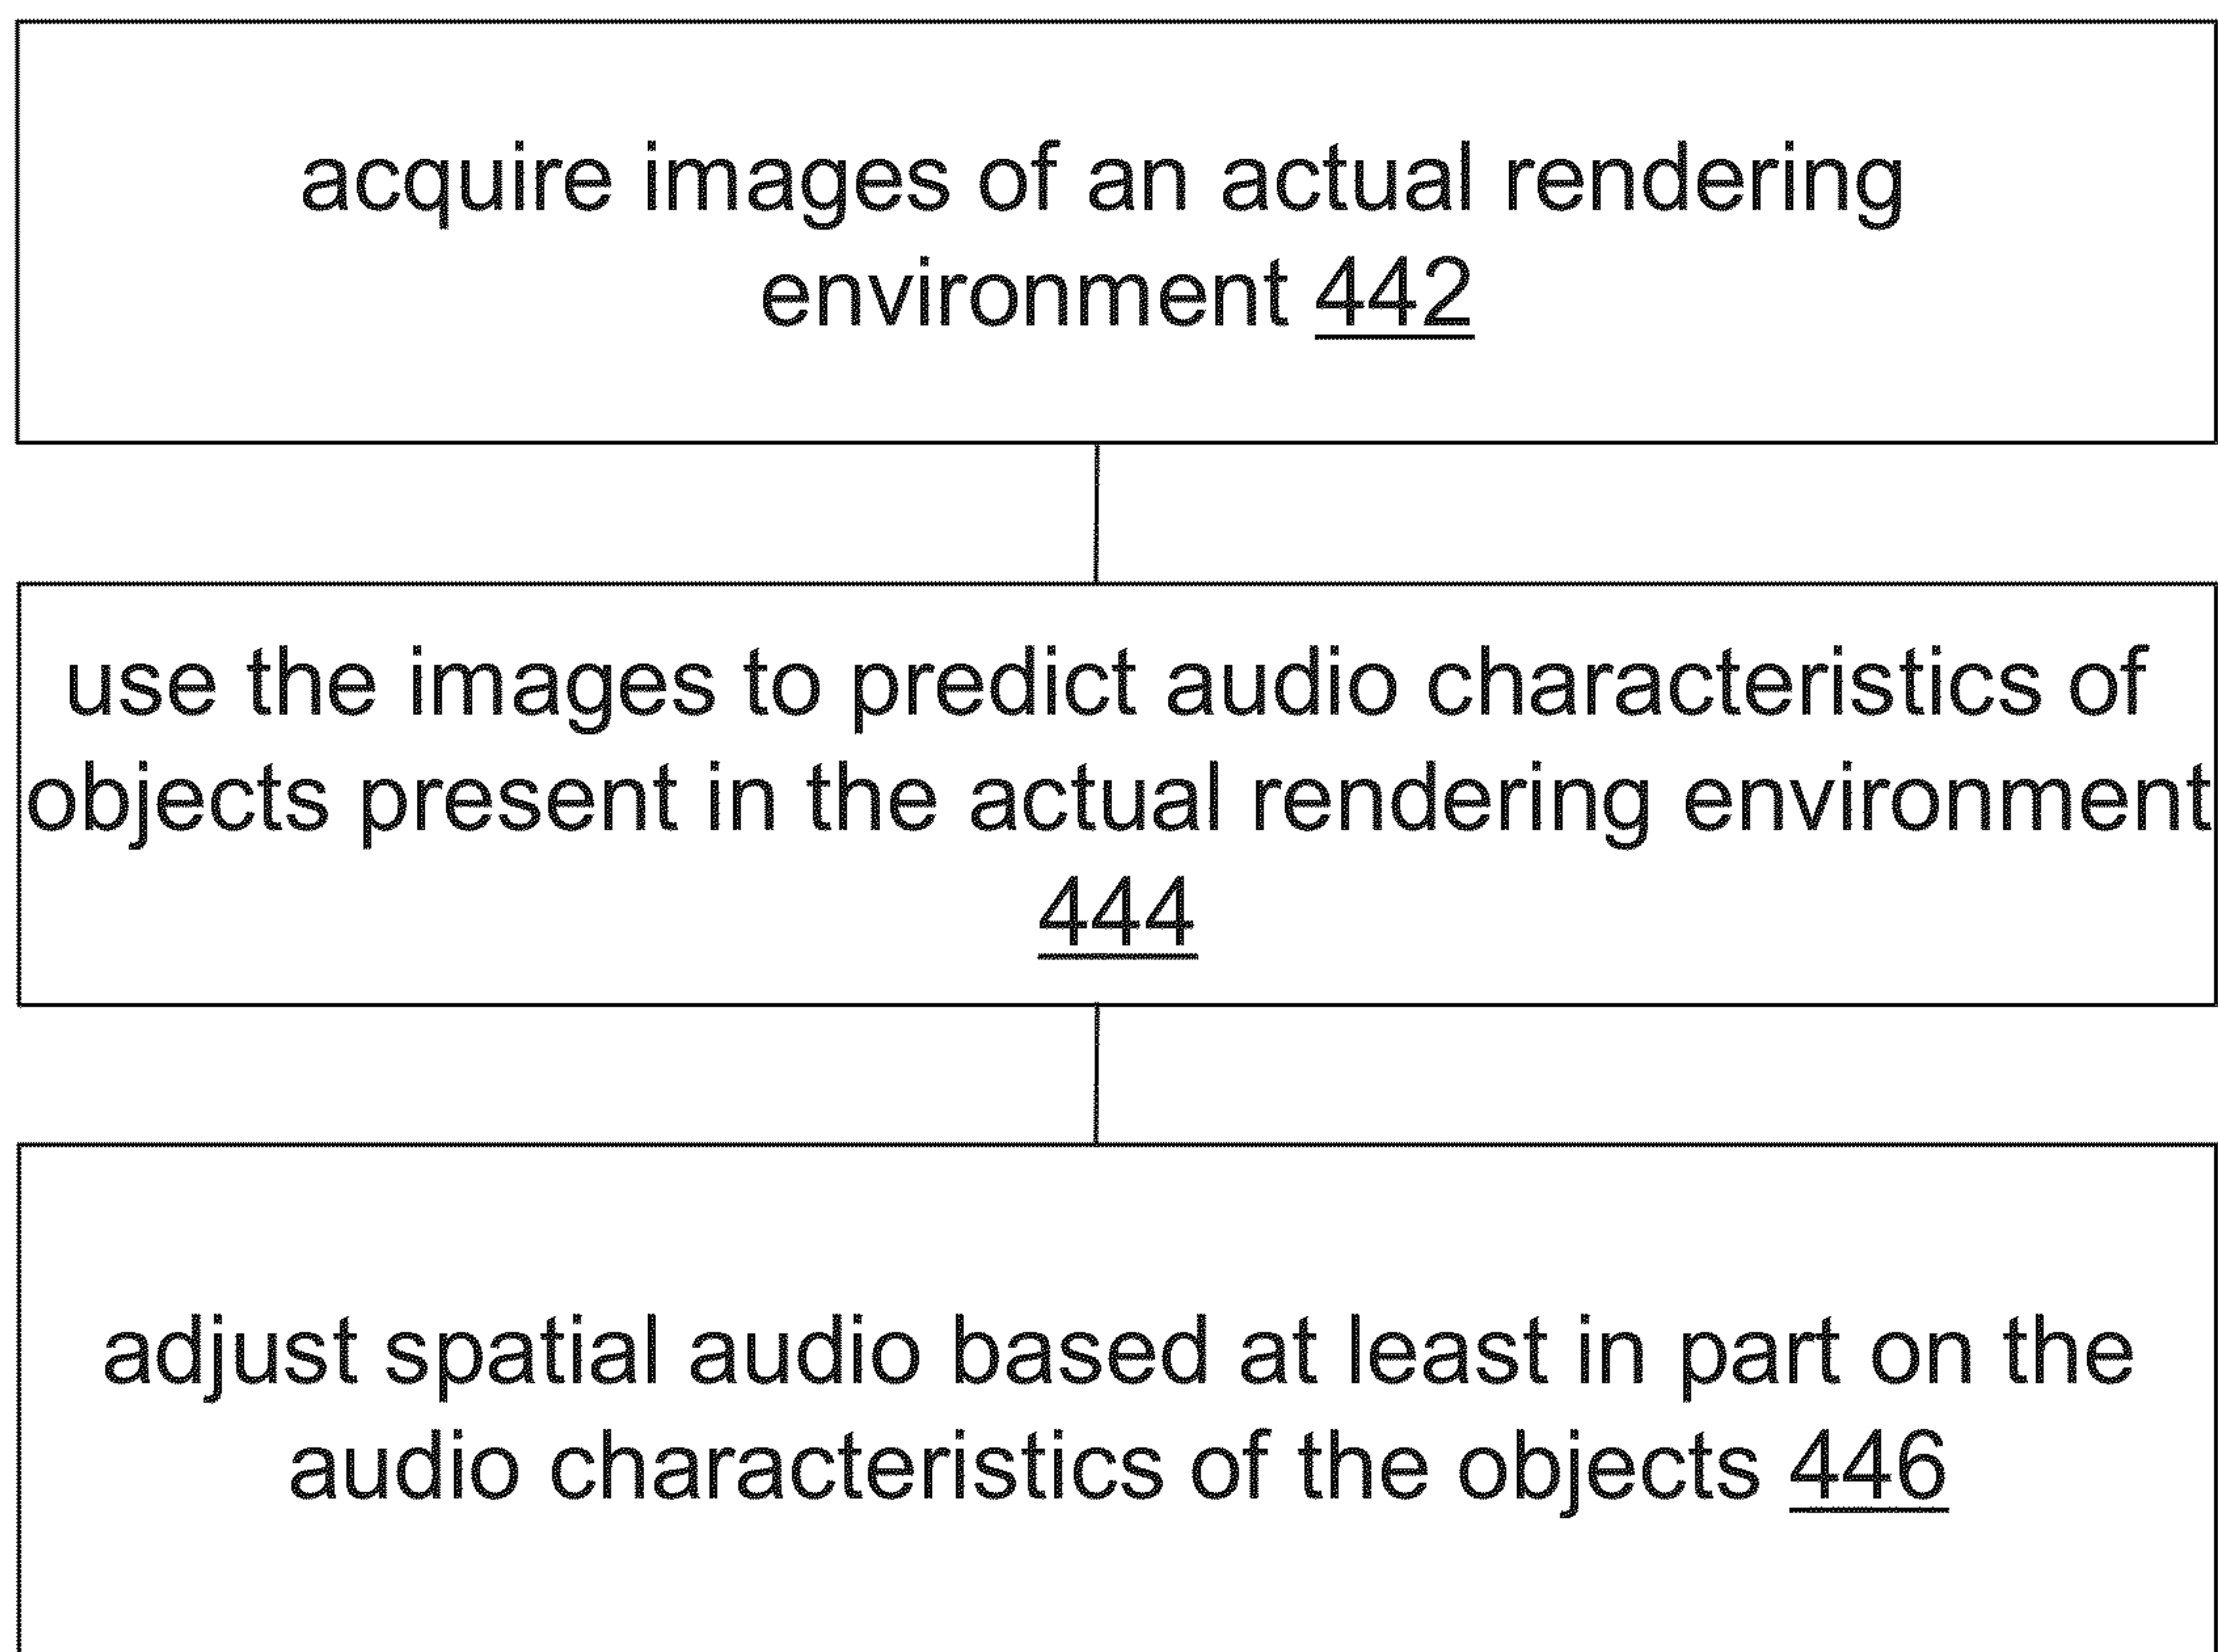 acquire images of an actual rendering
environment 442
use the images to predict audio characteristics of
objects present in the actual rendering environment
444
adjust spatial audio based at least in part on the
audio characteristics of the objects 446